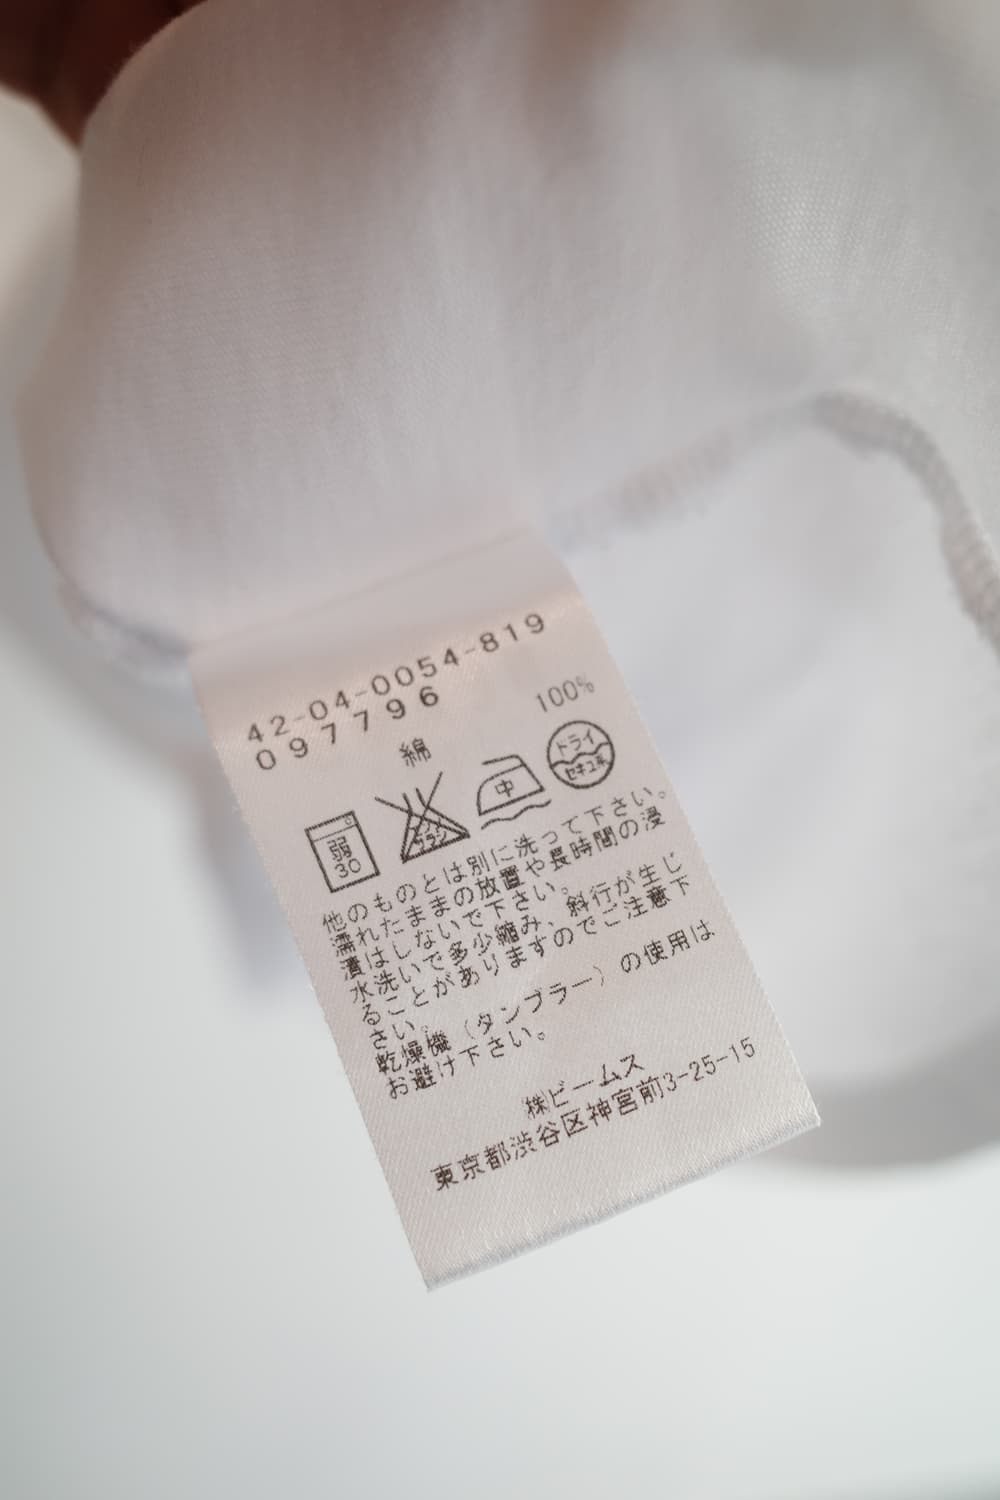 42-04-0054-819
097796
綿 100%
弱
30
エンソ
サラシ
中
ドライ
セキユ系
他のものとは別に洗って下さい。
濡れたままの放置や長時間の浸
漬はしないで下さい。
水洗いで多少縮み、斜行が生じ
ることがありますのでご注意下
さい。
乾燥機(タンブラー)の使用は
お避け下さい。
㈱ビームス
東京都渋谷区神宮前3-25-15